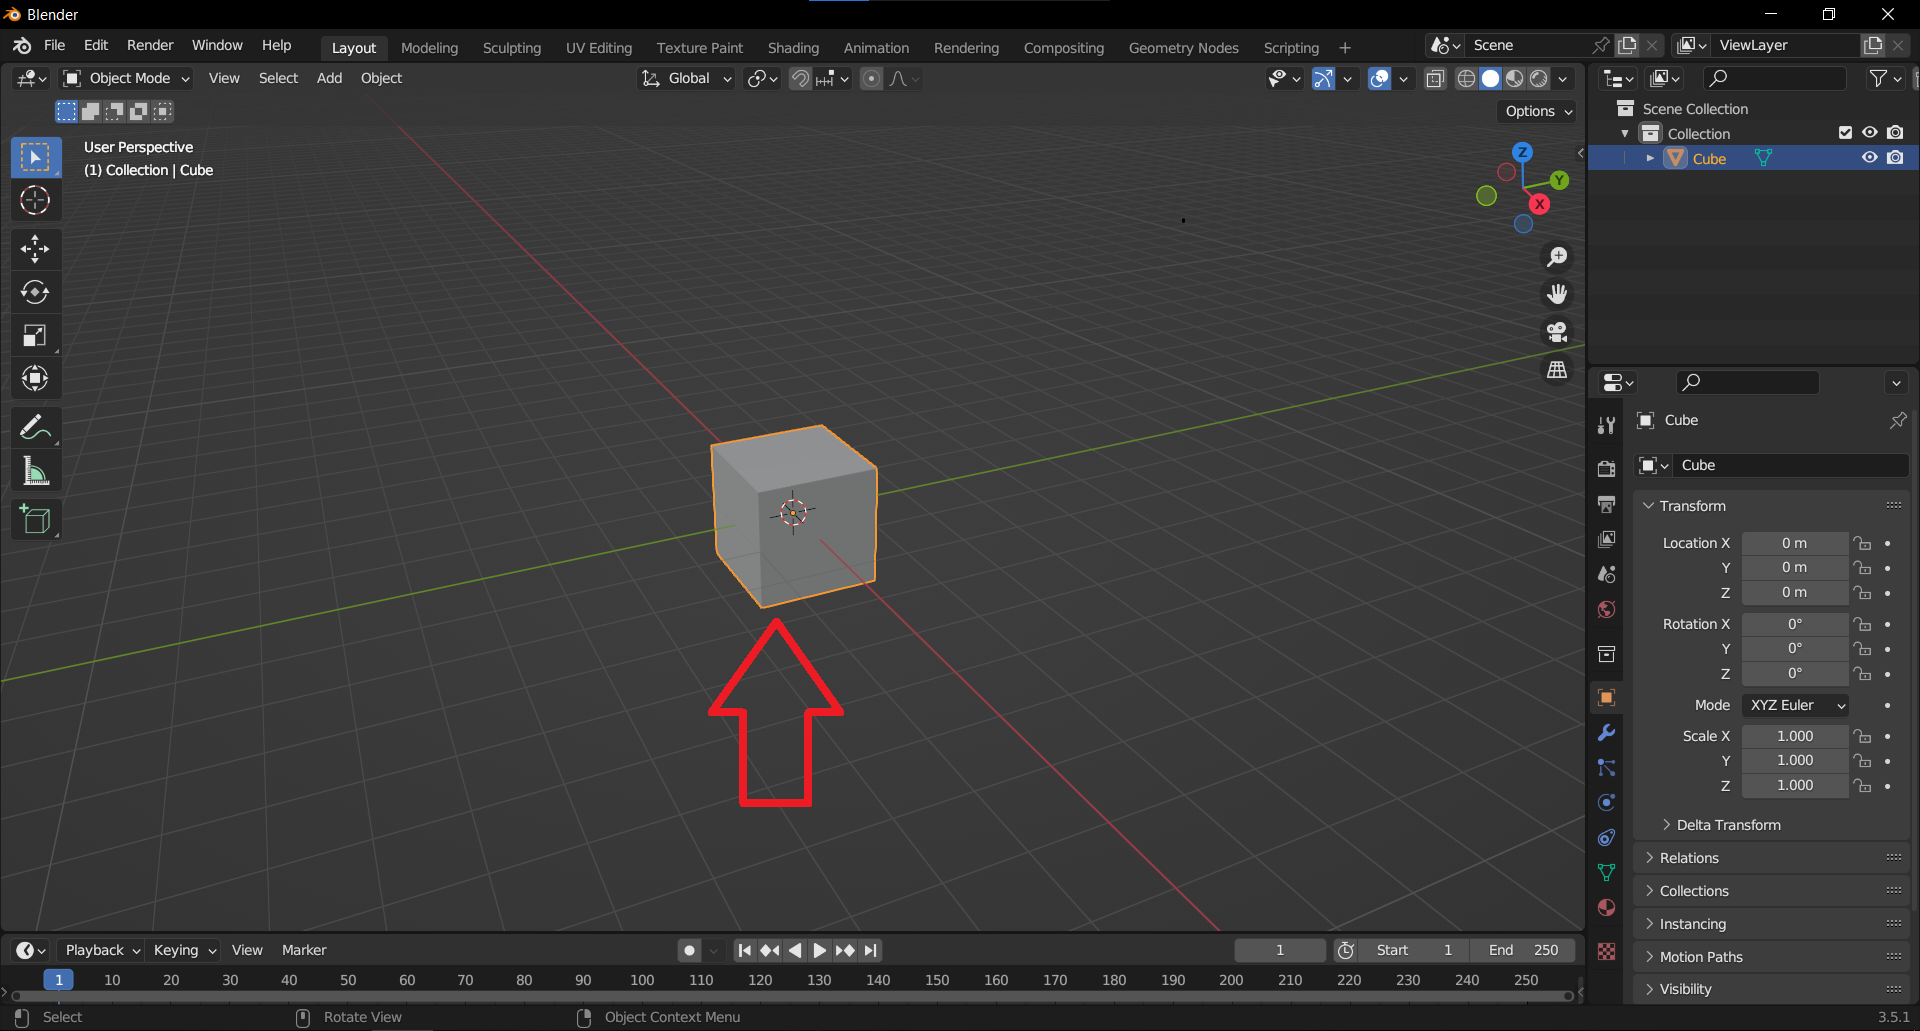 Blender
File Edit Render Window Help Layout Modeling Sculpting UV Editing Texture Paint Shading Animation Rendering Compositing Geometry Nodes Scripting + Scene ViewLayer
Object Mode View Select Add Object Global
Options
User Perspective
(1) Collection | Cube
Z
Y
X
Scene Collection
Collection
Cube
Cube
Cube
Transform
Location X 0 m
Y 0 m
Z 0 m
Rotation X 0°
Y 0°
Z 0°
Mode XYZ Euler
Scale X 1.000
Y 1.000
Z 1.000
Delta Transform
Relations
Collections
Instancing
Motion Paths
Visibility
Playback Keying View Marker 1 Start 1 End 250
1 10 20 30 40 50 60 70 80 90 100 110 120 130 140 150 160 170 180 190 200 210 220 230 240 250
Select Rotate View Object Context Menu 3.5.1